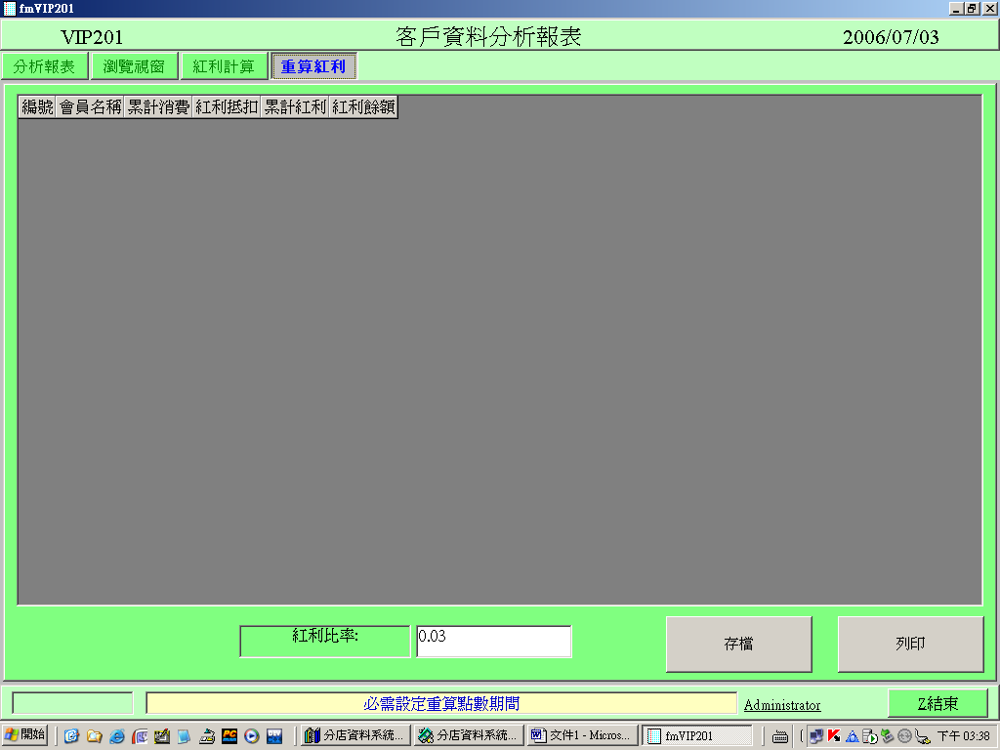 fmVIP201
VIP201 客戶資料分析報表 2006/07/03
分析報表 瀏覽視窗 紅利計算 重算紅利
編號 會員名稱 累計消費 紅利抵扣 累計紅利 紅利餘額
紅利比率: 0.03 存檔 列印
必需設定重算點數期間 Administrator Z結束
開始 分店資料系統... 分店資料系統... 文件1 - Micros... fmVIP201 下午 03:38